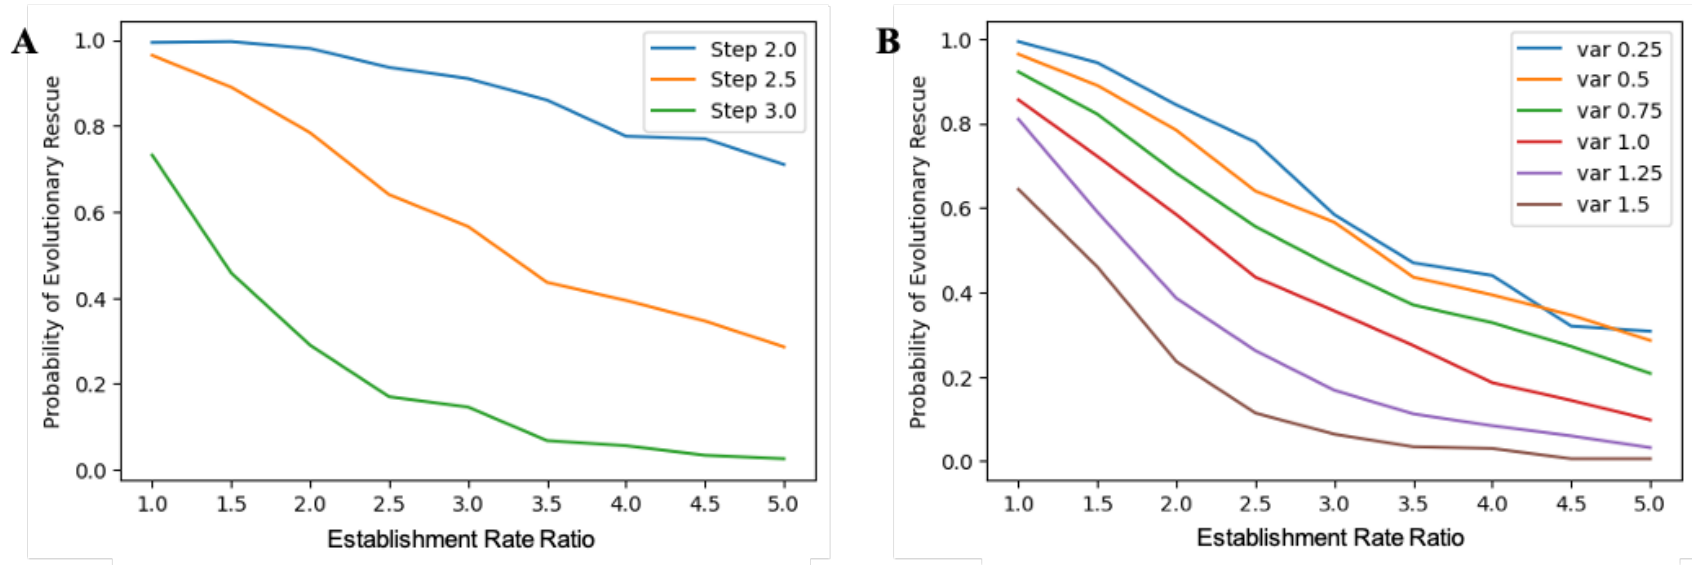 A
Probability of Evolutionary Rescue
1.0
0.8
0.6
0.4
0.2
0.0
Step 2.0
Step 2.5
Step 3.0
1.0 1.5 2.0 2.5 3.0 3.5 4.0 4.5 5.0
Establishment Rate Ratio
B
Probability of Evolutionary Rescue
1.0
0.8
0.6
0.4
0.2
0.0
var 0.25
var 0.5
var 0.75
var 1.0
var 1.25
var 1.5
1.0 1.5 2.0 2.5 3.0 3.5 4.0 4.5 5.0
Establishment Rate Ratio